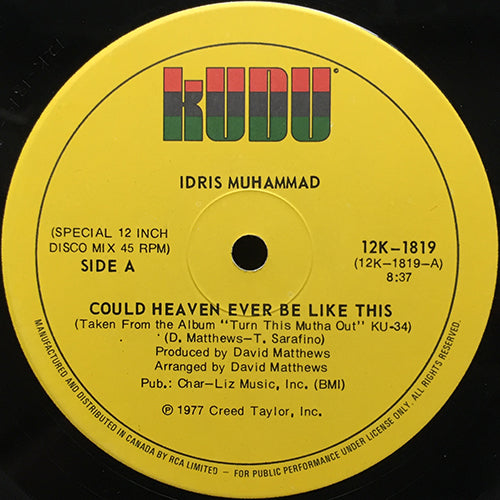 KUDU
IDRIS MUHAMMAD
(SPECIAL 12 INCH
DISCO MIX 45 RPM)
SIDE A
12K-1819
(12K-1819-A)
8:37
COULD HEAVEN EVER BE LIKE THIS
(Taken From the Album "Turn This Mutha Out" KU-34)
(D. Matthews-T. Sarafino)
Produced by David Matthews
Arranged by David Matthews
Pub.: Char-Liz Music, Inc. (BMI)
℗ 1977 Creed Taylor, Inc.
MANUFACTURED AND DISTRIBUTED IN CANADA BY RCA LIMITED – FOR PUBLIC PERFORMANCE UNDER LICENSE ONLY. ALL RIGHTS RESERVED.